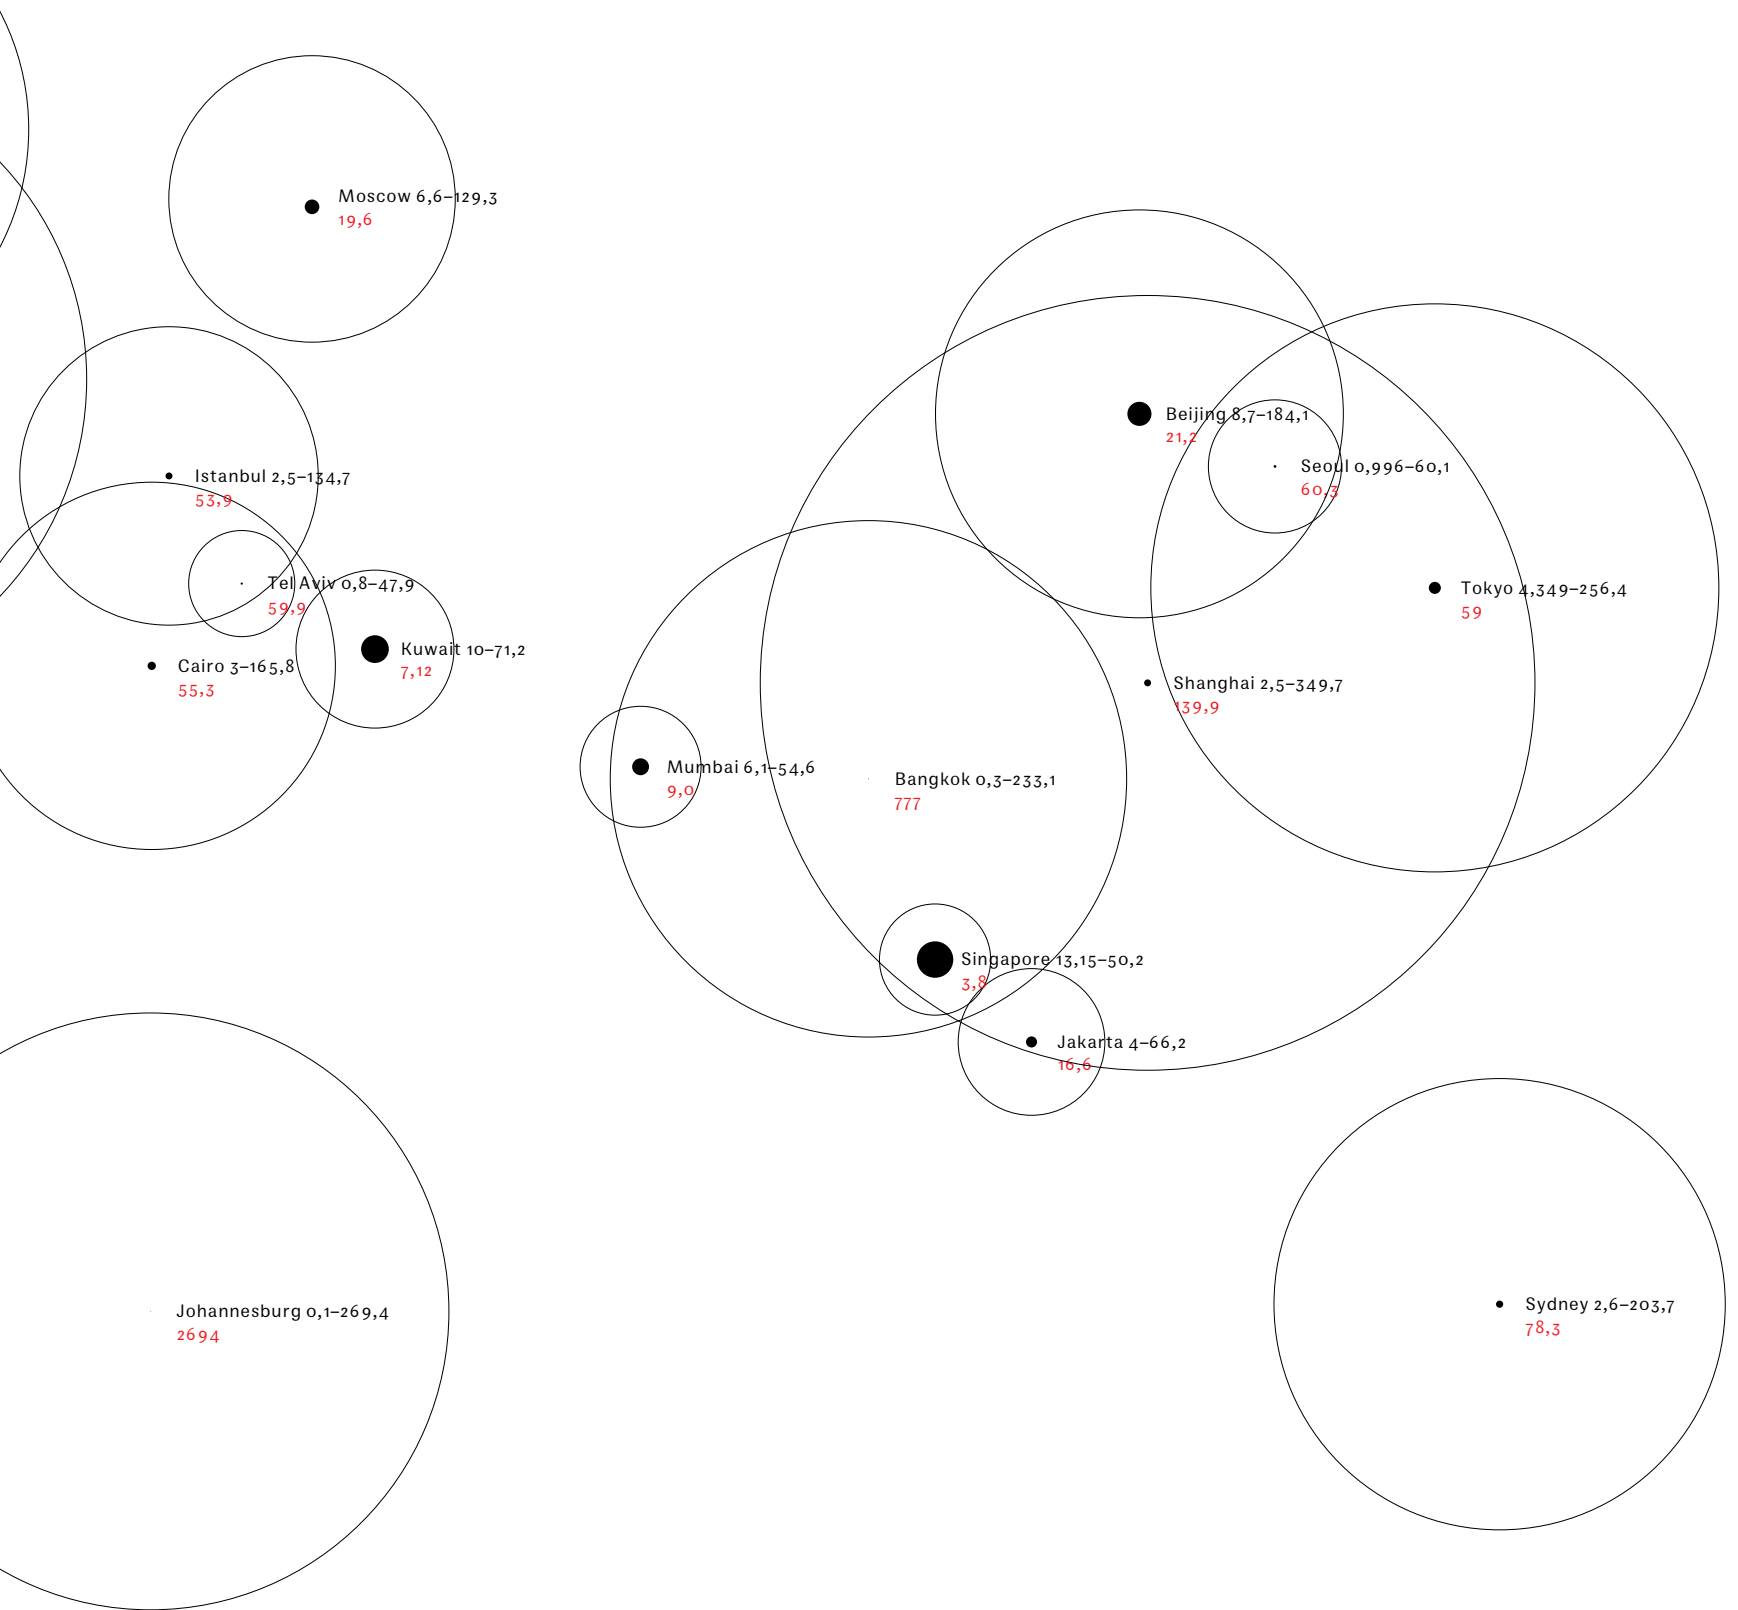 Moscow 6,6–129,3
19,6
Beijing 8,7–184,1
21,2
Seoul 0,996–60,1
60,3
Istanbul 2,5–134,7
53,9
Tel Aviv 0,8–47,9
59,9
Tokyo 4,349–256,4
59
Kuwait 10–71,2
7,12
Cairo 3–165,8
55,3
Shanghai 2,5–349,7
139,9
Mumbai 6,1–54,6
9,0
Bangkok 0,3–233,1
777
Singapore 13,15–50,2
3,8
Jakarta 4–66,2
16,6
Johannesburg 0,1–269,4
2694
Sydney 2,6–203,7
78,3